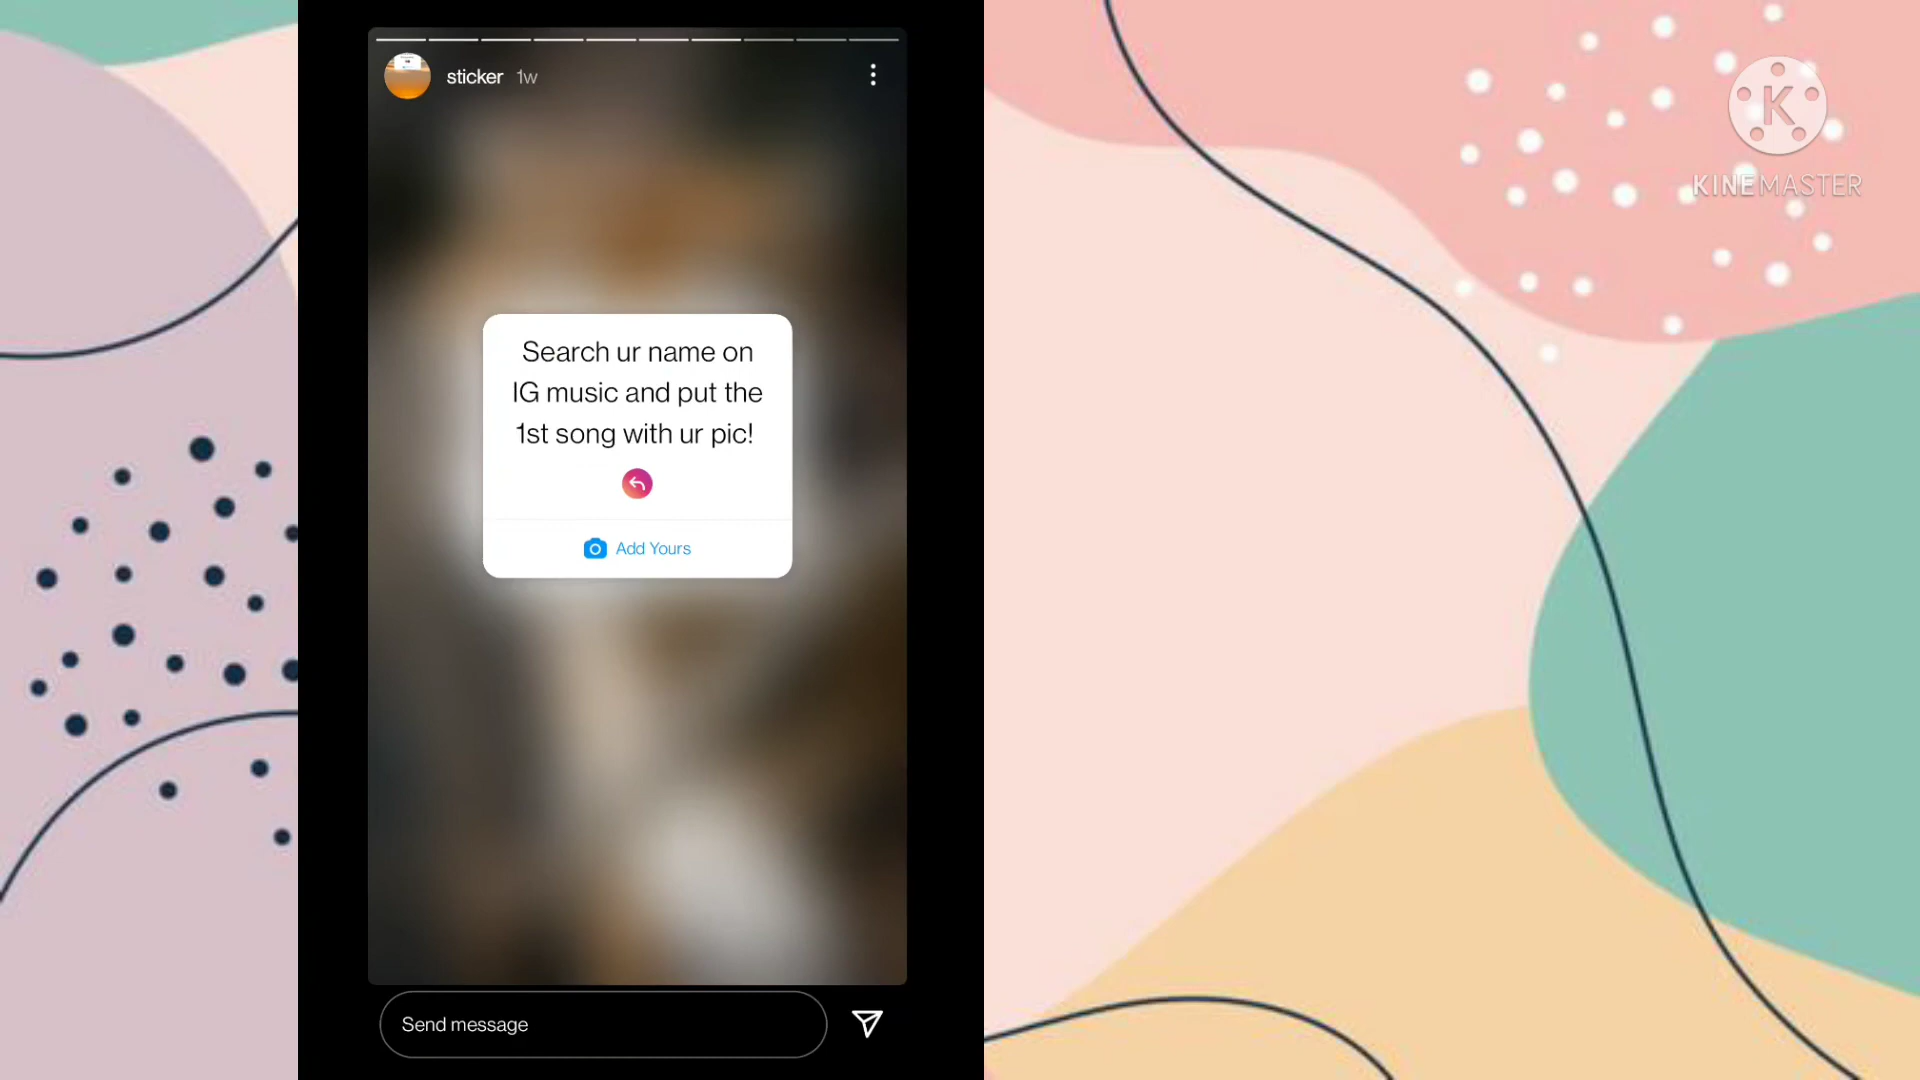 sticker 1w
Search ur name on
IG music and put the
1st song with ur pic!
Add Yours
Send message
K
KINEMASTER